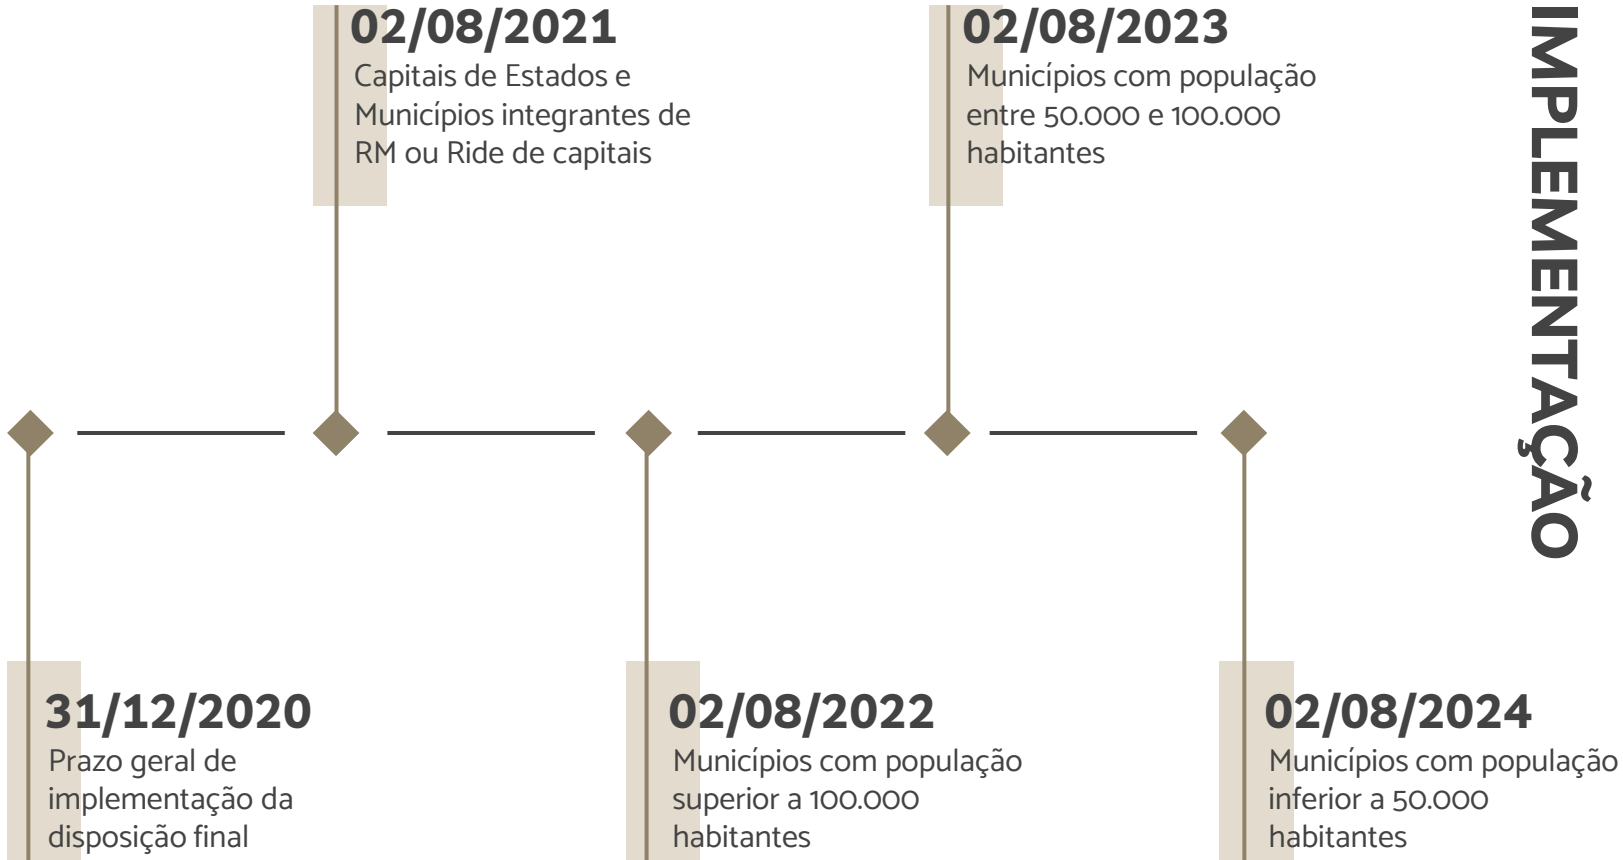 02/08/2021
Capitais de Estados e
Municípios integrantes de
RM ou Ride de capitais
02/08/2023
Municípios com população
entre 50.000 e 100.000
habitantes
IMPLEMENTAÇÃO
31/12/2020
Prazo geral de
implementação da
disposição final
02/08/2022
Municípios com população
superior a 100.000
habitantes
02/08/2024
Municípios com população
inferior a 50.000
habitantes